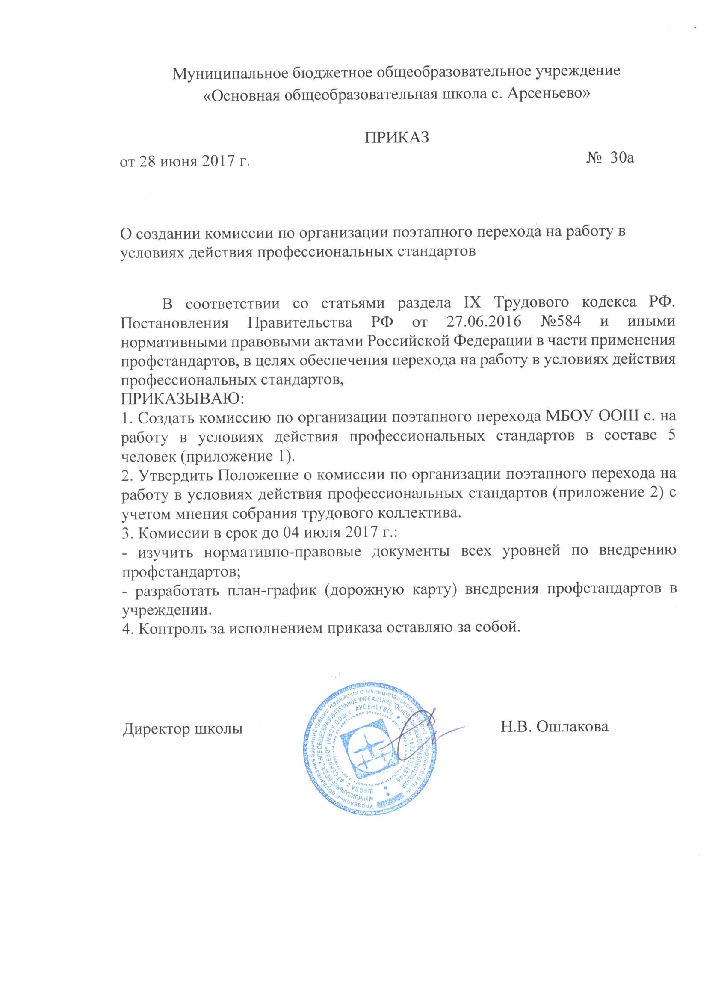 Муниципальное бюджетное общеобразовательное учреждение
«Основная общеобразовательная школа с. Арсеньево»
ПРИКАЗ
от 28 июня 2017 г. № 30а
О создании комиссии по организации поэтапного перехода на работу в
условиях действия профессиональных стандартов
В соответствии со статьями раздела IX Трудового кодекса РФ.
Постановления Правительства РФ от 27.06.2016 №584 и иными
нормативными правовыми актами Российской Федерации в части применения
профстандартов, в целях обеспечения перехода на работу в условиях действия
профессиональных стандартов,
ПРИКАЗЫВАЮ:
1. Создать комиссию по организации поэтапного перехода МБОУ ООШ с. на
работу в условиях действия профессиональных стандартов в составе 5
человек (приложение 1).
2. Утвердить Положение о комиссии по организации поэтапного перехода на
работу в условиях действия профессиональных стандартов (приложение 2) с
учетом мнения собрания трудового коллектива.
3. Комиссии в срок до 04 июля 2017 г.:
- изучить нормативно-правовые документы всех уровней по внедрению
профстандартов;
- разработать план-график (дорожную карту) внедрения профстандартов в
учреждении.
4. Контроль за исполнением приказа оставляю за собой.
Директор школы Н.В. Ошлакова
Управление образования администрации Нанайского муниципального района Хабаровского края
МУНИЦИПАЛЬНОЕ БЮДЖЕТНОЕ ОБЩЕОБРАЗОВАТЕЛЬНОЕ УЧРЕЖДЕНИЕ "ОСНОВНАЯ ОБЩЕОБРАЗОВАТЕЛЬНАЯ
ШКОЛА С. АРСЕНЬЕВО" (МБОУ ООШ с. АРСЕНЬЕВО)
ИНН 2714007414